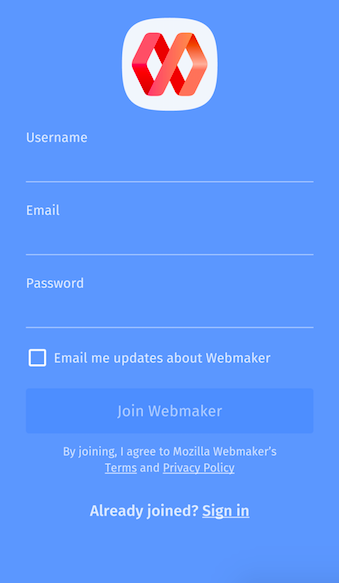 Username
Email
Password
Email me updates about Webmaker
Join Webmaker
By joining, I agree to Mozilla Webmaker's
Terms and Privacy Policy
Already joined? Sign in